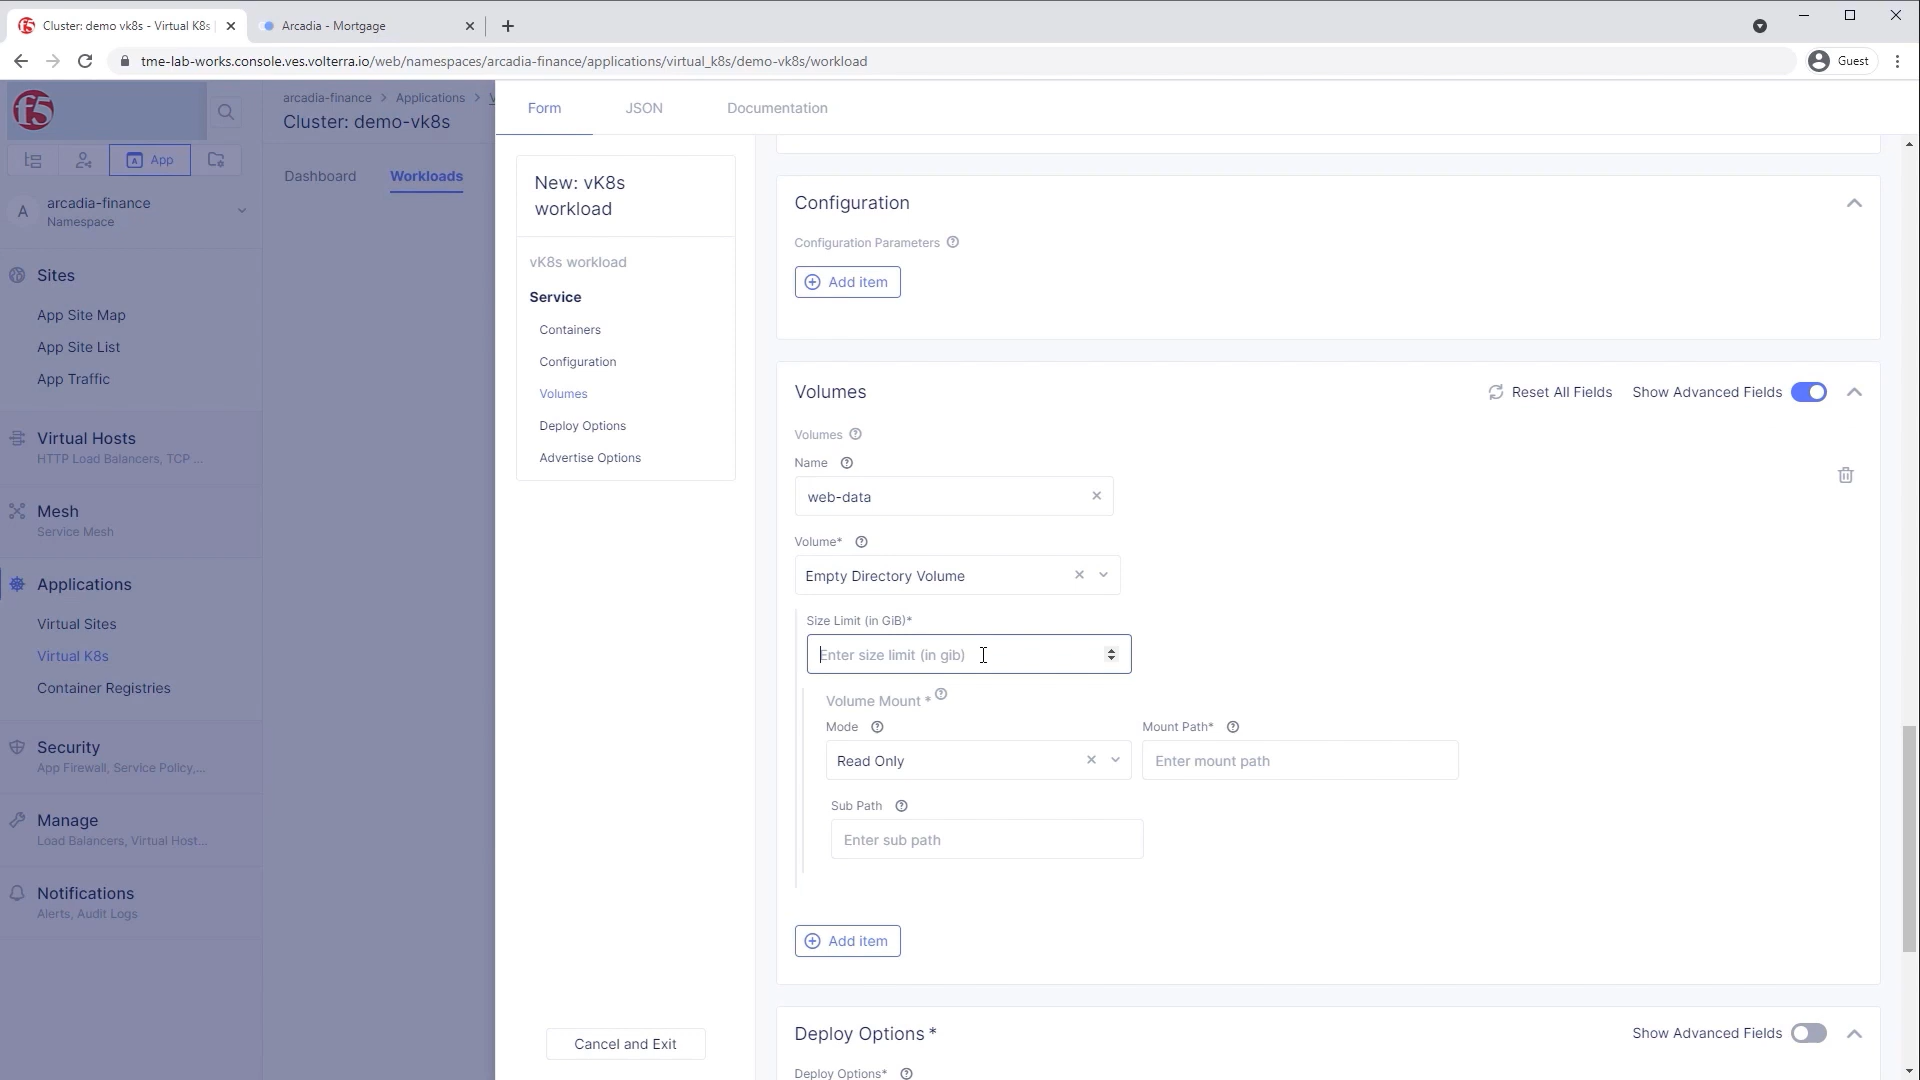 Cluster: demo vk8s - Virtual K8s
Arcadia - Mortgage
tme-lab-works.console.ves.volterra.io/web/namespaces/arcadia-finance/applications/virtual_k8s/demo-vk8s/workload
Guest
f5
arcadia-finance > Applications > V
Cluster: demo-vk8s
Form
JSON
Documentation
App
Dashboard
Workloads
A
arcadia-finance
Namespace
Sites
App Site Map
App Site List
App Traffic
Virtual Hosts
HTTP Load Balancers, TCP ...
Mesh
Service Mesh
Applications
Virtual Sites
Virtual K8s
Container Registries
Security
App Firewall, Service Policy,...
Manage
Load Balancers, Virtual Host...
Notifications
Alerts, Audit Logs
New: vK8s
workload
vK8s workload
Service
Containers
Configuration
Volumes
Deploy Options
Advertise Options
Cancel and Exit
Configuration
Configuration Parameters
Add item
Volumes
Reset All Fields
Show Advanced Fields
Volumes
Name
web-data
Volume*
Empty Directory Volume
Size Limit (in GiB)*
Enter size limit (in gib)
Volume Mount *
Mode
Mount Path*
Read Only
Enter mount path
Sub Path
Enter sub path
Add item
Deploy Options *
Show Advanced Fields
Deploy Options*